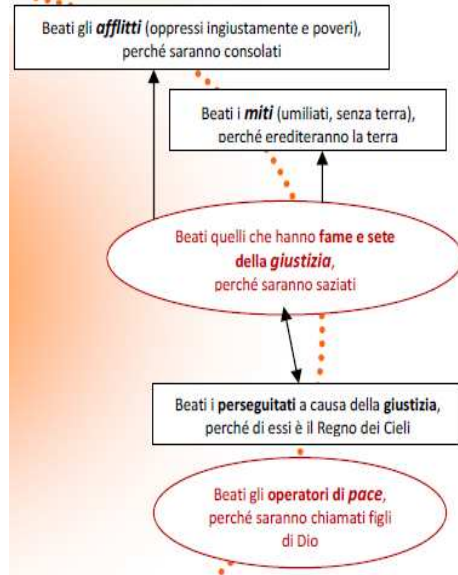 Beati gli afflitti (oppressi ingiustamente e poveri),
perché saranno consolati
Beati i miti (umiliati, senza terra),
perché erediteranno la terra
Beati quelli che hanno fame e sete
della giustizia,
perché saranno saziati
Beati i perseguitati a causa della giustizia,
perché di essi è il Regno dei Cieli
Beati gli operatori di pace,
perché saranno chiamati figli
di Dio